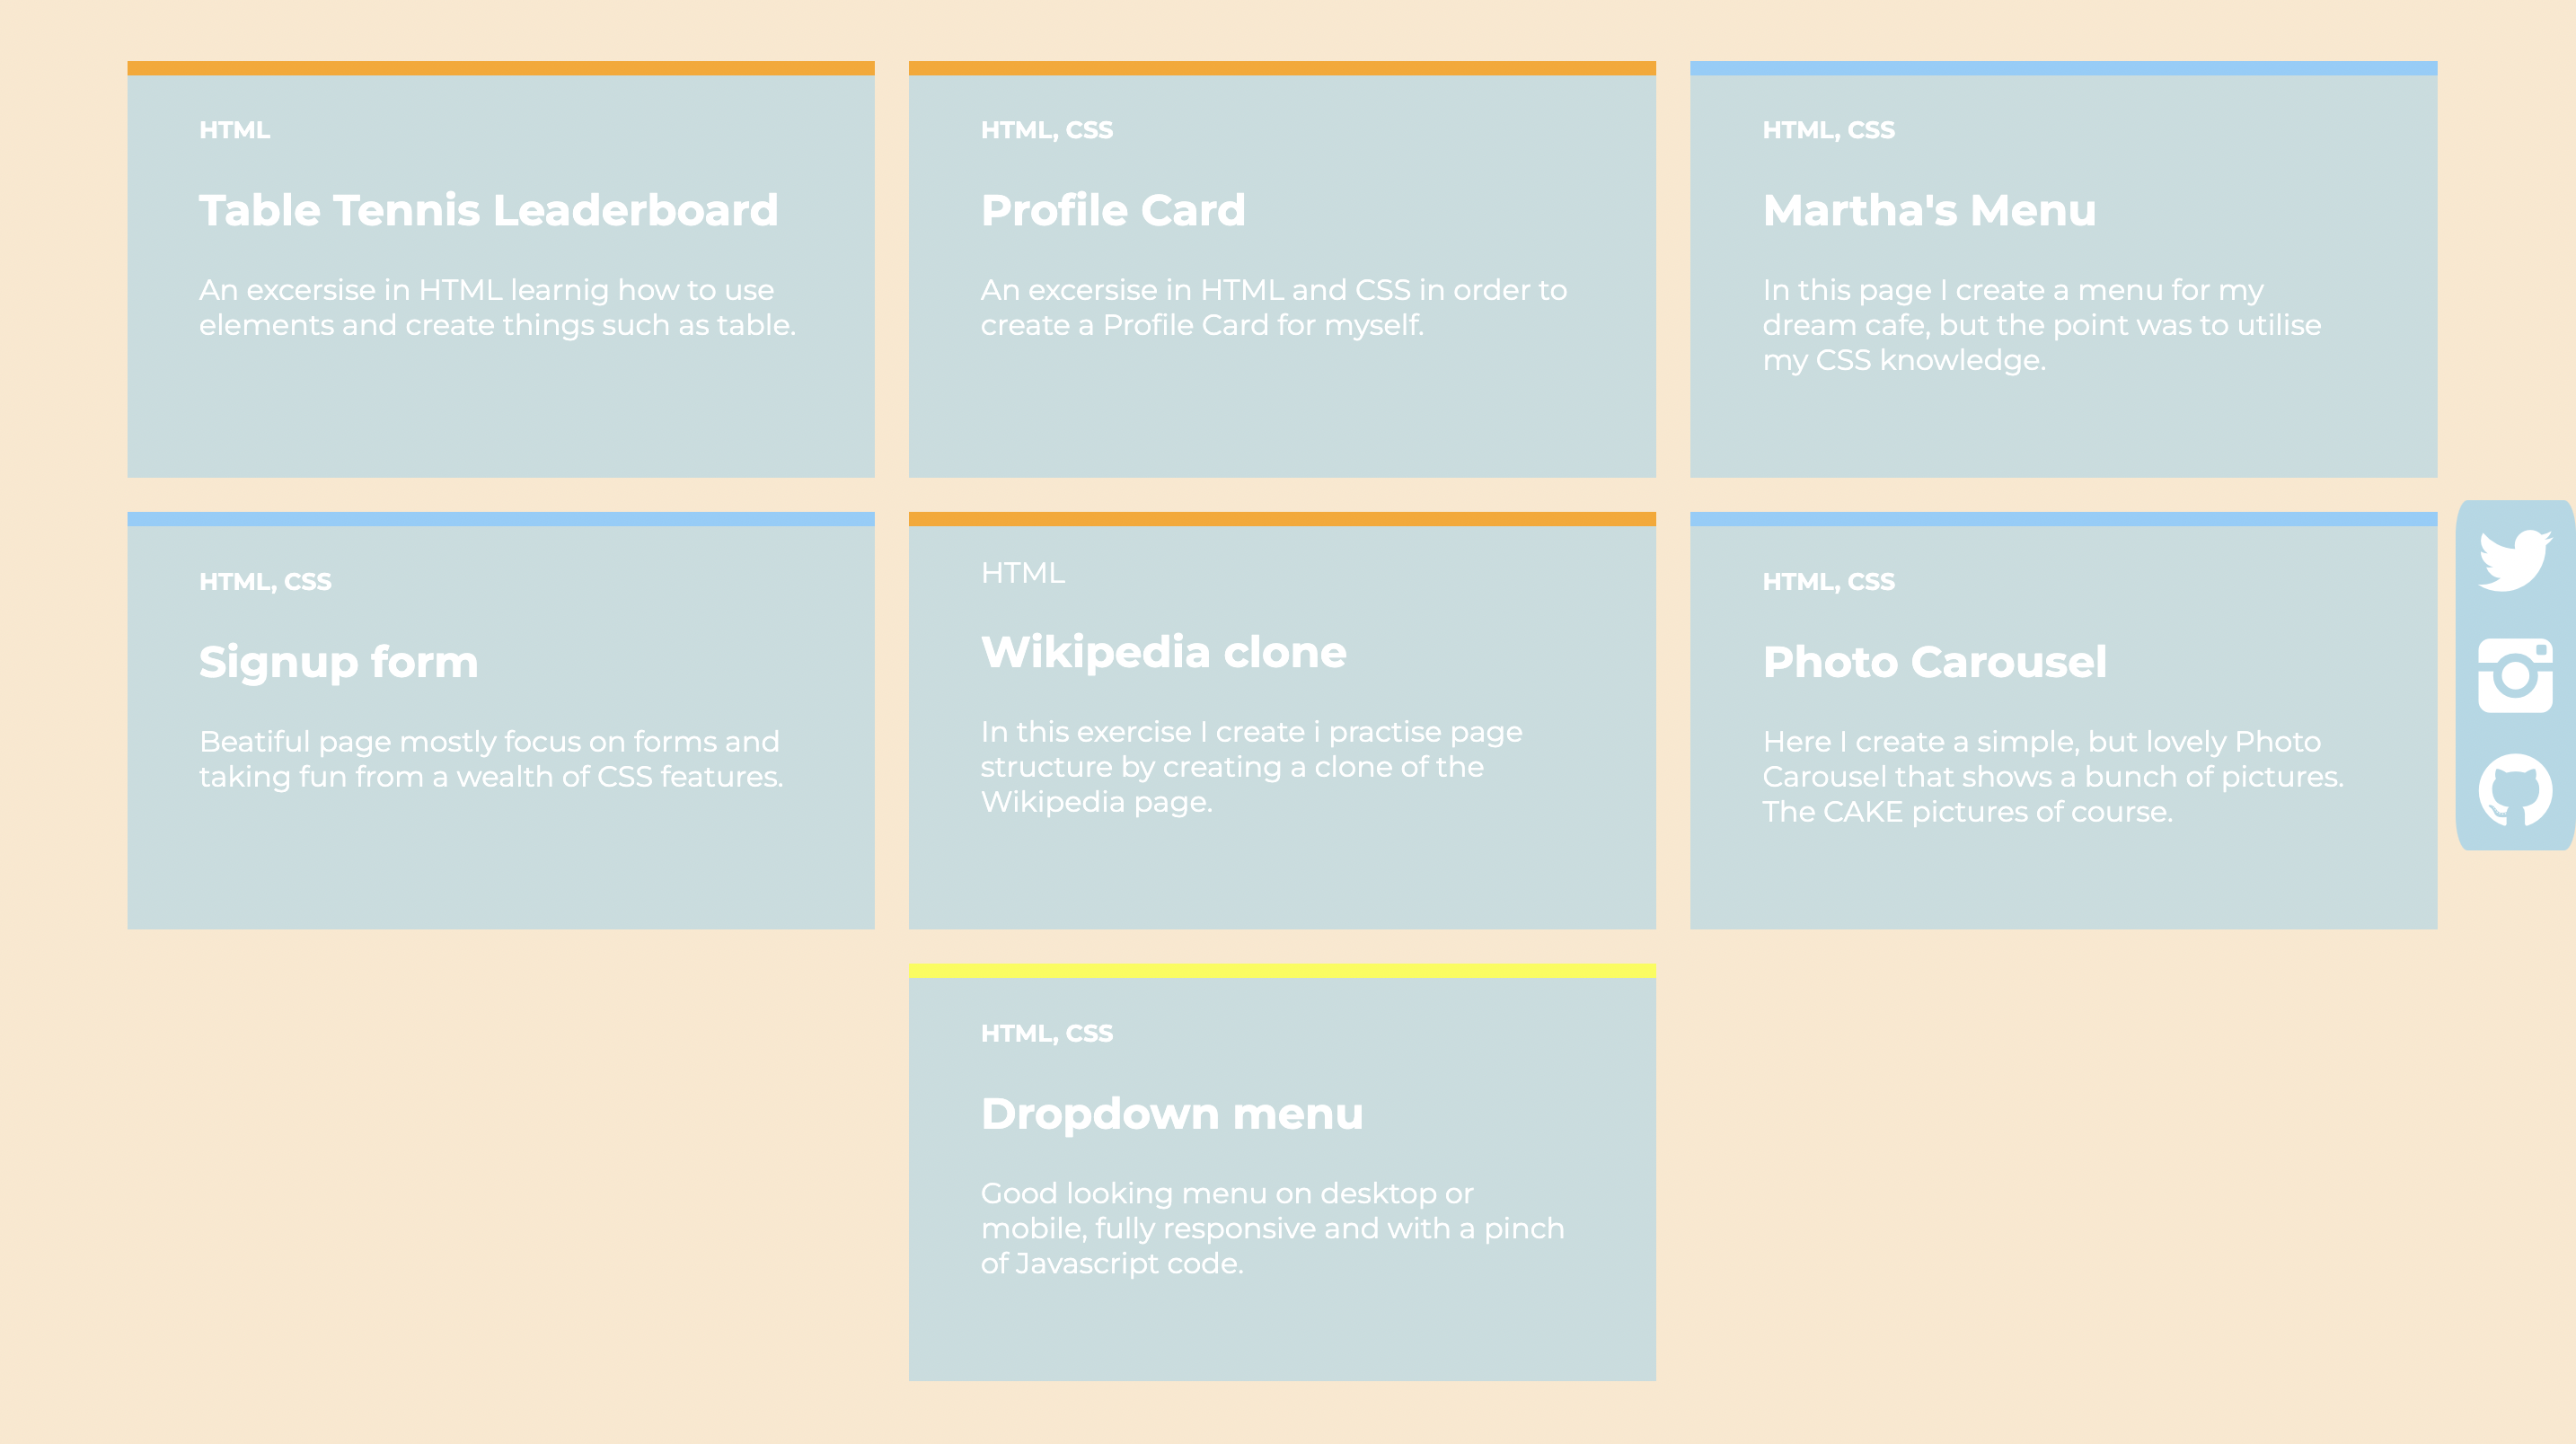 HTML
Table Tennis Leaderboard
An excersise in HTML learnig how to use
elements and create things such as table.
HTML, CSS
Profile Card
An excersise in HTML and CSS in order to
create a Profile Card for myself.
HTML, CSS
Martha's Menu
In this page I create a menu for my
dream cafe, but the point was to utilise
my CSS knowledge.
HTML, CSS
Signup form
Beatiful page mostly focus on forms and
taking fun from a wealth of CSS features.
HTML
Wikipedia clone
In this exercise I create i practise page
structure by creating a clone of the
Wikipedia page.
HTML, CSS
Photo Carousel
Here I create a simple, but lovely Photo
Carousel that shows a bunch of pictures.
The CAKE pictures of course.
HTML, CSS
Dropdown menu
Good looking menu on desktop or
mobile, fully responsive and with a pinch
of Javascript code.